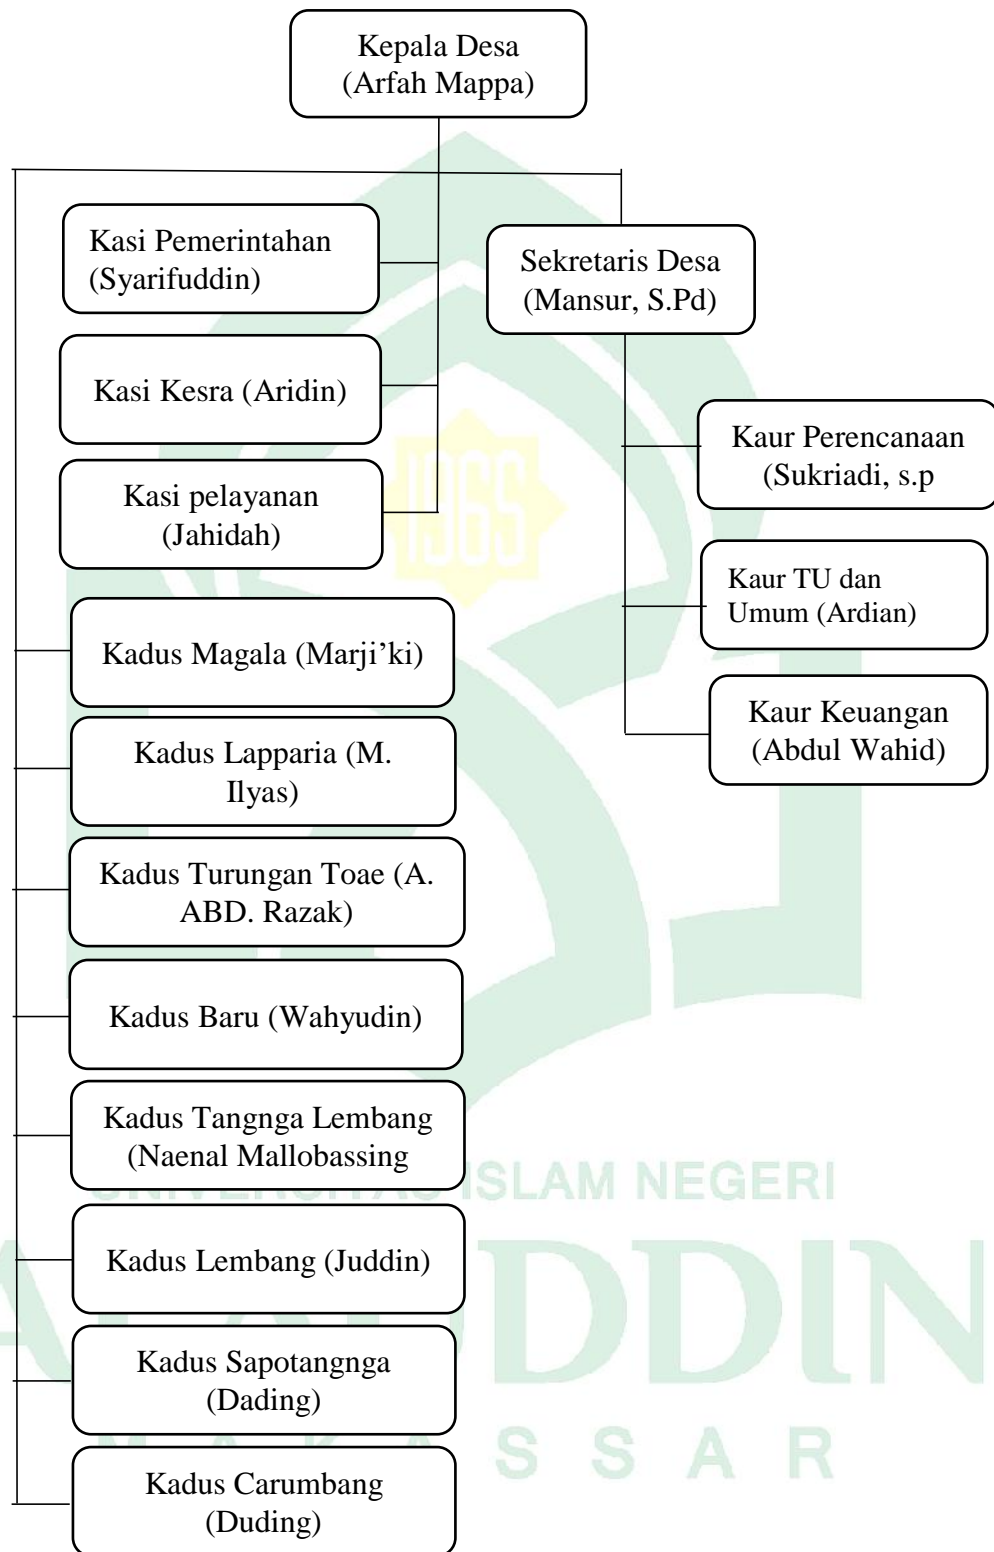 Kepala Desa
(Arfah Mappa)
Kasi Pemerintahan
(Syarifuddin)
Sekretaris Desa
(Mansur, S.Pd)
Kasi Kesra (Aridin)
Kaur Perencanaan
(Sukriadi, s.p
Kasi pelayanan
(Jahidah)
1965
Kaur TU dan
Umum (Ardian)
Kadus Magala (Marji’ki)
Kaur Keuangan
(Abdul Wahid)
Kadus Lapparia (M.
Ilyas)
Kadus Turungan Toae (A.
ABD. Razak)
Kadus Baru (Wahyudin)
Kadus Tangnga Lembang
(Naenal Mallobassing
UNIVERSITAS ISLAM NEGERI
Kadus Lembang (Juddin)
ALAUDDIN
Kadus Sapotangnga
(Dading)
MAKASSAR
Kadus Carumbang
(Duding)